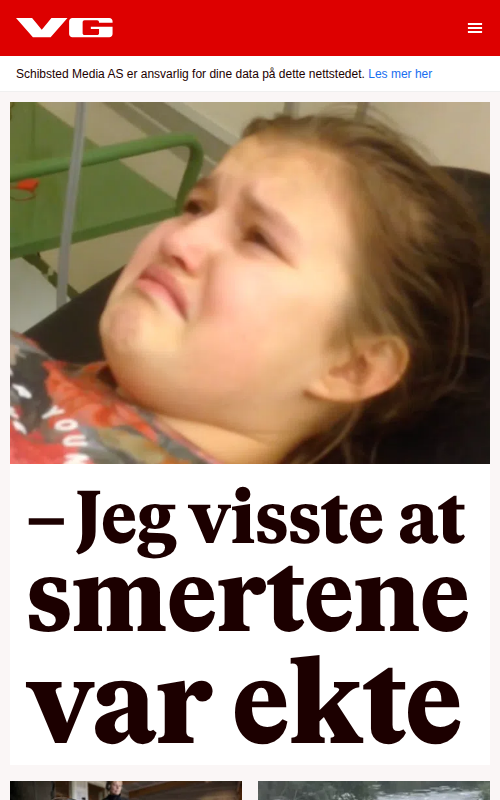 VG
Schibsted Media AS er ansvarlig for dine data på dette nettstedet. Les mer her
YOUN
– Jeg visste at
smertene
var ekte